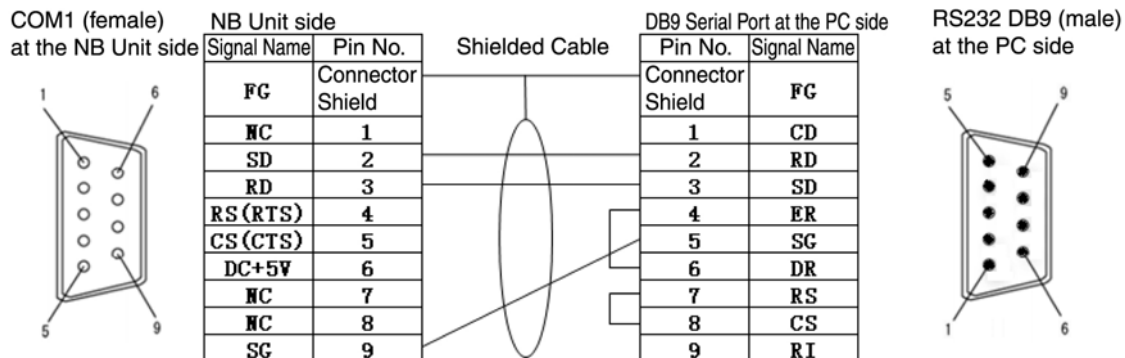 COM1 (female)
at the NB Unit side
1
6
5
9
NB Unit side
Signal Name Pin No.
FG Connector Shield
NC 1
SD 2
RD 3
RS(RTS) 4
CS(CTS) 5
DC+5V 6
NC 7
NC 8
SG 9
Shielded Cable
DB9 Serial Port at the PC side
Pin No. Signal Name
Connector Shield FG
1 CD
2 RD
3 SD
4 ER
5 SG
6 DR
7 RS
8 CS
9 RI
RS232 DB9 (male)
at the PC side
5
9
1
6